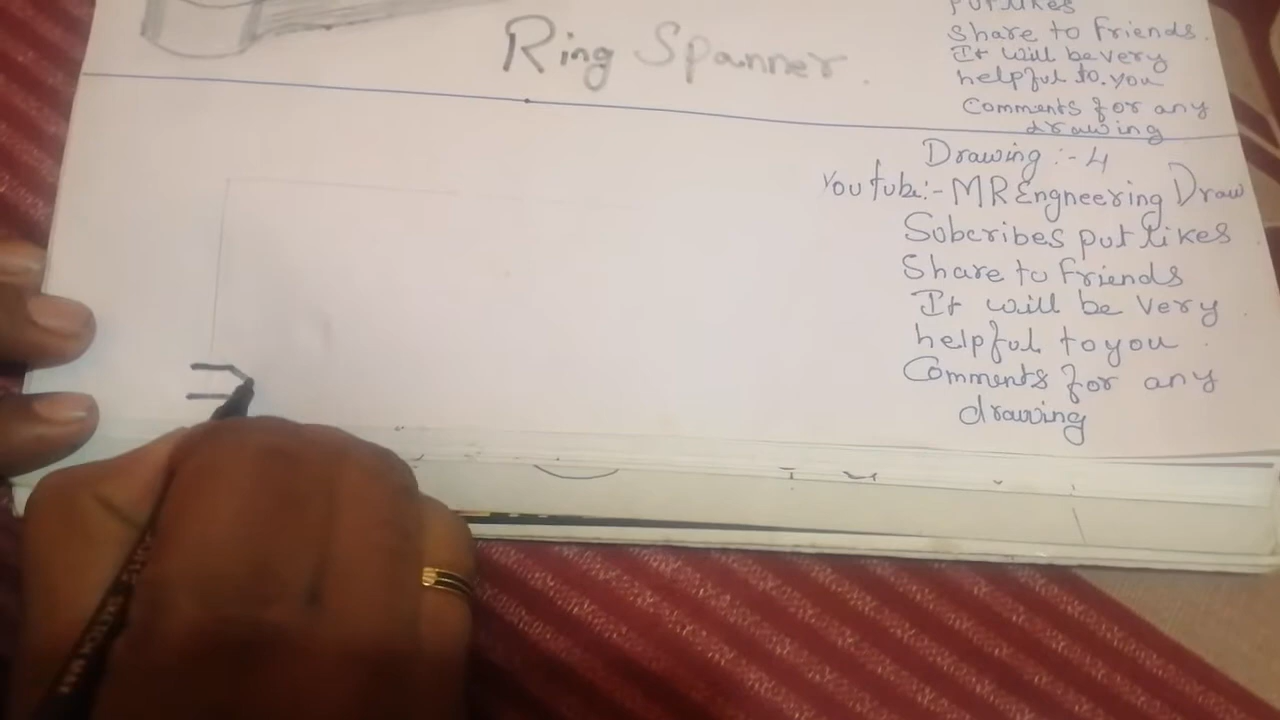 Ring Spanner.
put likes
Share to Friends.
It will be very
helpful to.you
Comments for any
drawing
Drawing :- 4
Youtube:- MR Engneering Draw
Subcribes put likes
Share to Friends
It will be very
helpful to you.
Comments for any
drawing